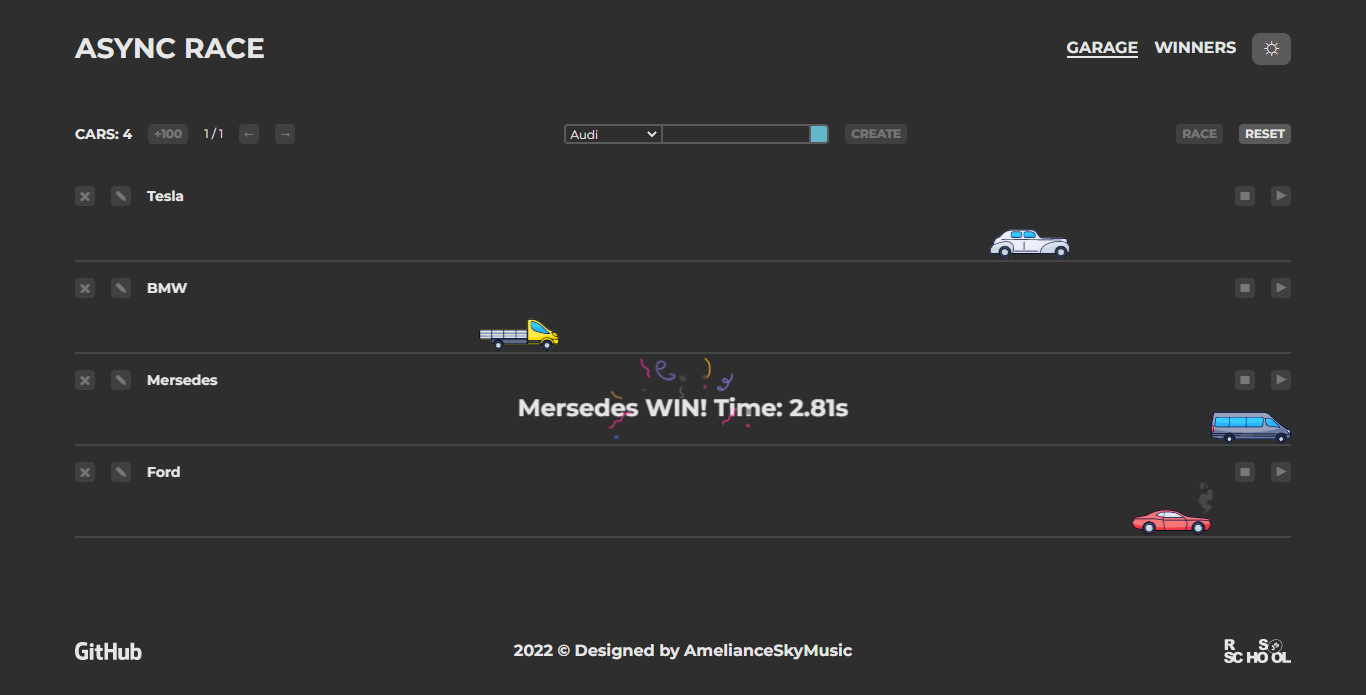 ASYNC RACE
GARAGE WINNERS
CARS: 4 +100 1 / 1 ← → Audi CREATE RACE RESET
Tesla
BMW
Mersedes
Mersedes WIN! Time: 2.81s
Ford
GitHub 2022 © Designed by AmelianceSkyMusic
R S
SCHOOL